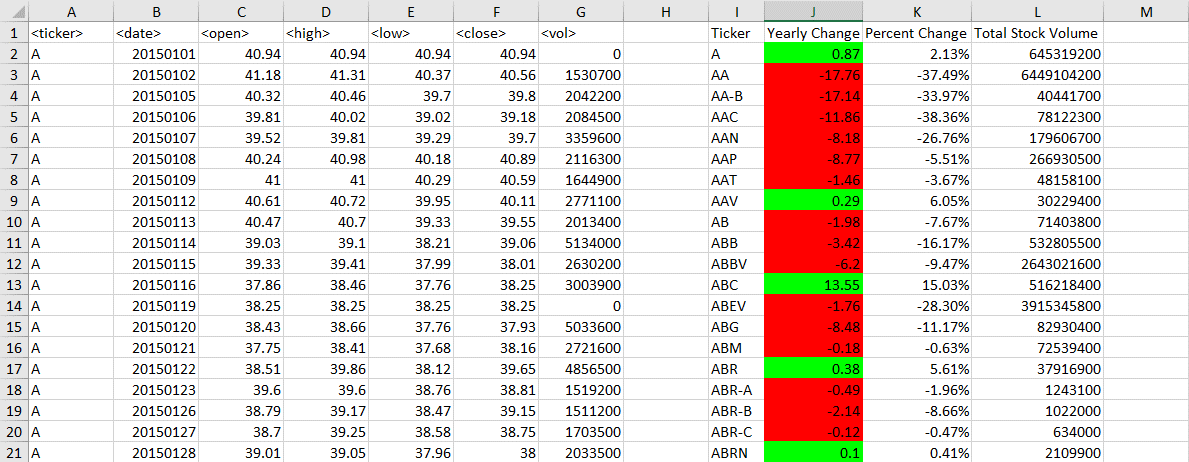 A B C D E F G H I J K L M
1 <ticker> <date> <open> <high> <low> <close> <vol> Ticker Yearly Change Percent Change Total Stock Volume
2 A 20150101 40.94 40.94 40.94 40.94 0 A 0.87 2.13% 645319200
3 A 20150102 41.18 41.31 40.37 40.56 1530700 AA -17.76 -37.49% 6449104200
4 A 20150105 40.32 40.46 39.7 39.8 2042200 AA-B -17.14 -33.97% 40441700
5 A 20150106 39.81 40.02 39.02 39.18 2084500 AAC -11.86 -38.36% 78122300
6 A 20150107 39.52 39.81 39.29 39.7 3359600 AAN -8.18 -26.76% 179606700
7 A 20150108 40.24 40.98 40.18 40.89 2116300 AAP -8.77 -5.51% 266930500
8 A 20150109 41 41 40.29 40.59 1644900 AAT -1.46 -3.67% 48158100
9 A 20150112 40.61 40.72 39.95 40.11 2771100 AAV 0.29 6.05% 30229400
10 A 20150113 40.47 40.7 39.33 39.55 2013400 AB -1.98 -7.67% 71403800
11 A 20150114 39.03 39.1 38.21 39.06 5134000 ABB -3.42 -16.17% 532805500
12 A 20150115 39.33 39.41 37.99 38.01 2630200 ABBV -6.2 -9.47% 2643021600
13 A 20150116 37.86 38.46 37.76 38.25 3003900 ABC 13.55 15.03% 516218400
14 A 20150119 38.25 38.25 38.25 38.25 0 ABEV -1.76 -28.30% 3915345800
15 A 20150120 38.43 38.66 37.76 37.93 5033600 ABG -8.48 -11.17% 82930400
16 A 20150121 37.75 38.41 37.68 38.16 2721600 ABM -0.18 -0.63% 72539400
17 A 20150122 38.51 39.86 38.12 39.65 4856500 ABR 0.38 5.61% 37916900
18 A 20150123 39.6 39.6 38.76 38.81 1519200 ABR-A -0.49 -1.96% 1243100
19 A 20150126 38.79 39.17 38.47 39.15 1511200 ABR-B -2.14 -8.66% 1022000
20 A 20150127 38.7 39.25 38.58 38.75 1703500 ABR-C -0.12 -0.47% 634000
21 A 20150128 39.01 39.05 37.96 38 2033500 ABRN 0.1 0.41% 2109900